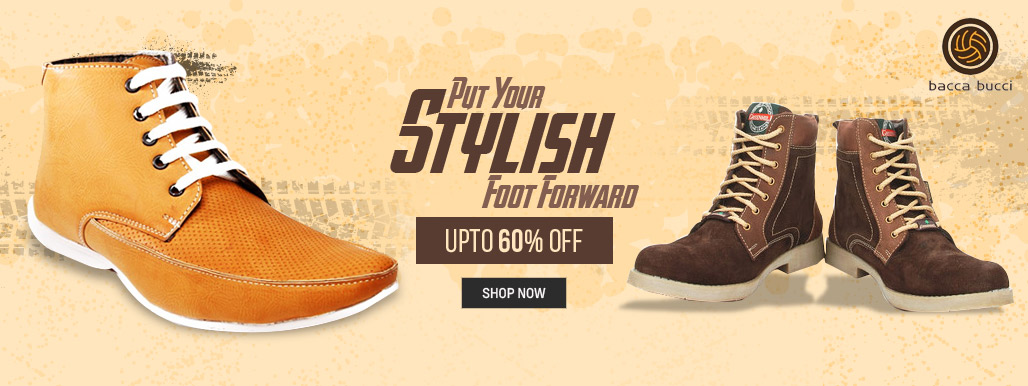 bacca bucci
Put Your
Stylish
Foot Forward
UPTO 60% OFF
SHOP NOW